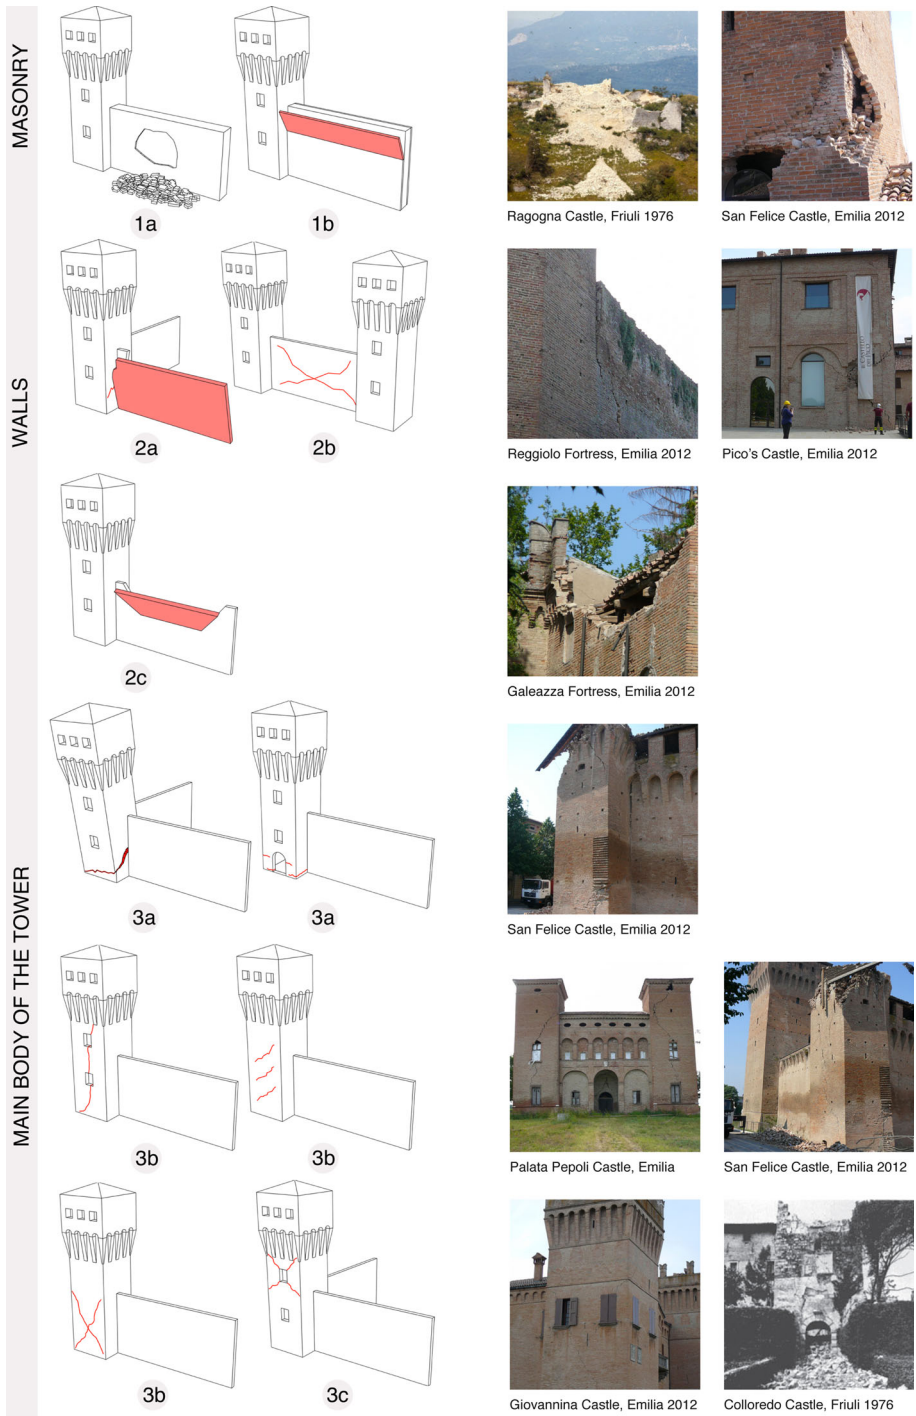 MASONRY
1a
1b
Ragogna Castle, Friuli 1976
San Felice Castle, Emilia 2012
WALLS
2a
2b
Reggiolo Fortress, Emilia 2012
Pico's Castle, Emilia 2012
2c
Galeazza Fortress, Emilia 2012
MAIN BODY OF THE TOWER
3a
3a
San Felice Castle, Emilia 2012
3b
3b
Palata Pepoli Castle, Emilia
San Felice Castle, Emilia 2012
3b
3c
Giovannina Castle, Emilia 2012
Colloredo Castle, Friuli 1976